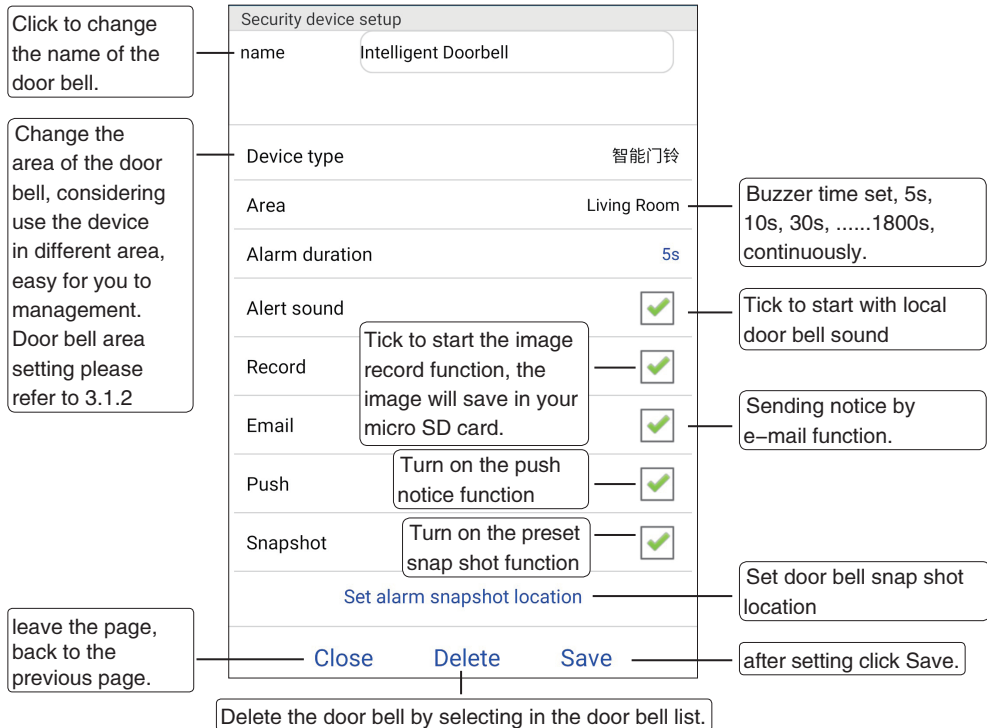 Security device setup
Click to change
the name of the
door bell.
name
Intelligent Doorbell
Change the
area of the door
bell, considering
use the device
in different area,
easy for you to
management.
Door bell area
setting please
refer to 3.1.2
Device type
智能门铃
Area
Living Room
Buzzer time set, 5s,
10s, 30s, ......1800s,
continuously.
Alarm duration
5s
Alert sound
Tick to start with local
door bell sound
Record
Tick to start the image
record function, the
image will save in your
micro SD card.
Email
Sending notice by
e-mail function.
Push
Turn on the push
notice function
Snapshot
Turn on the preset
snap shot function
Set alarm snapshot location
Set door bell snap shot
location
leave the page,
back to the
previous page.
Close
Delete
Save
after setting click Save.
Delete the door bell by selecting in the door bell list.